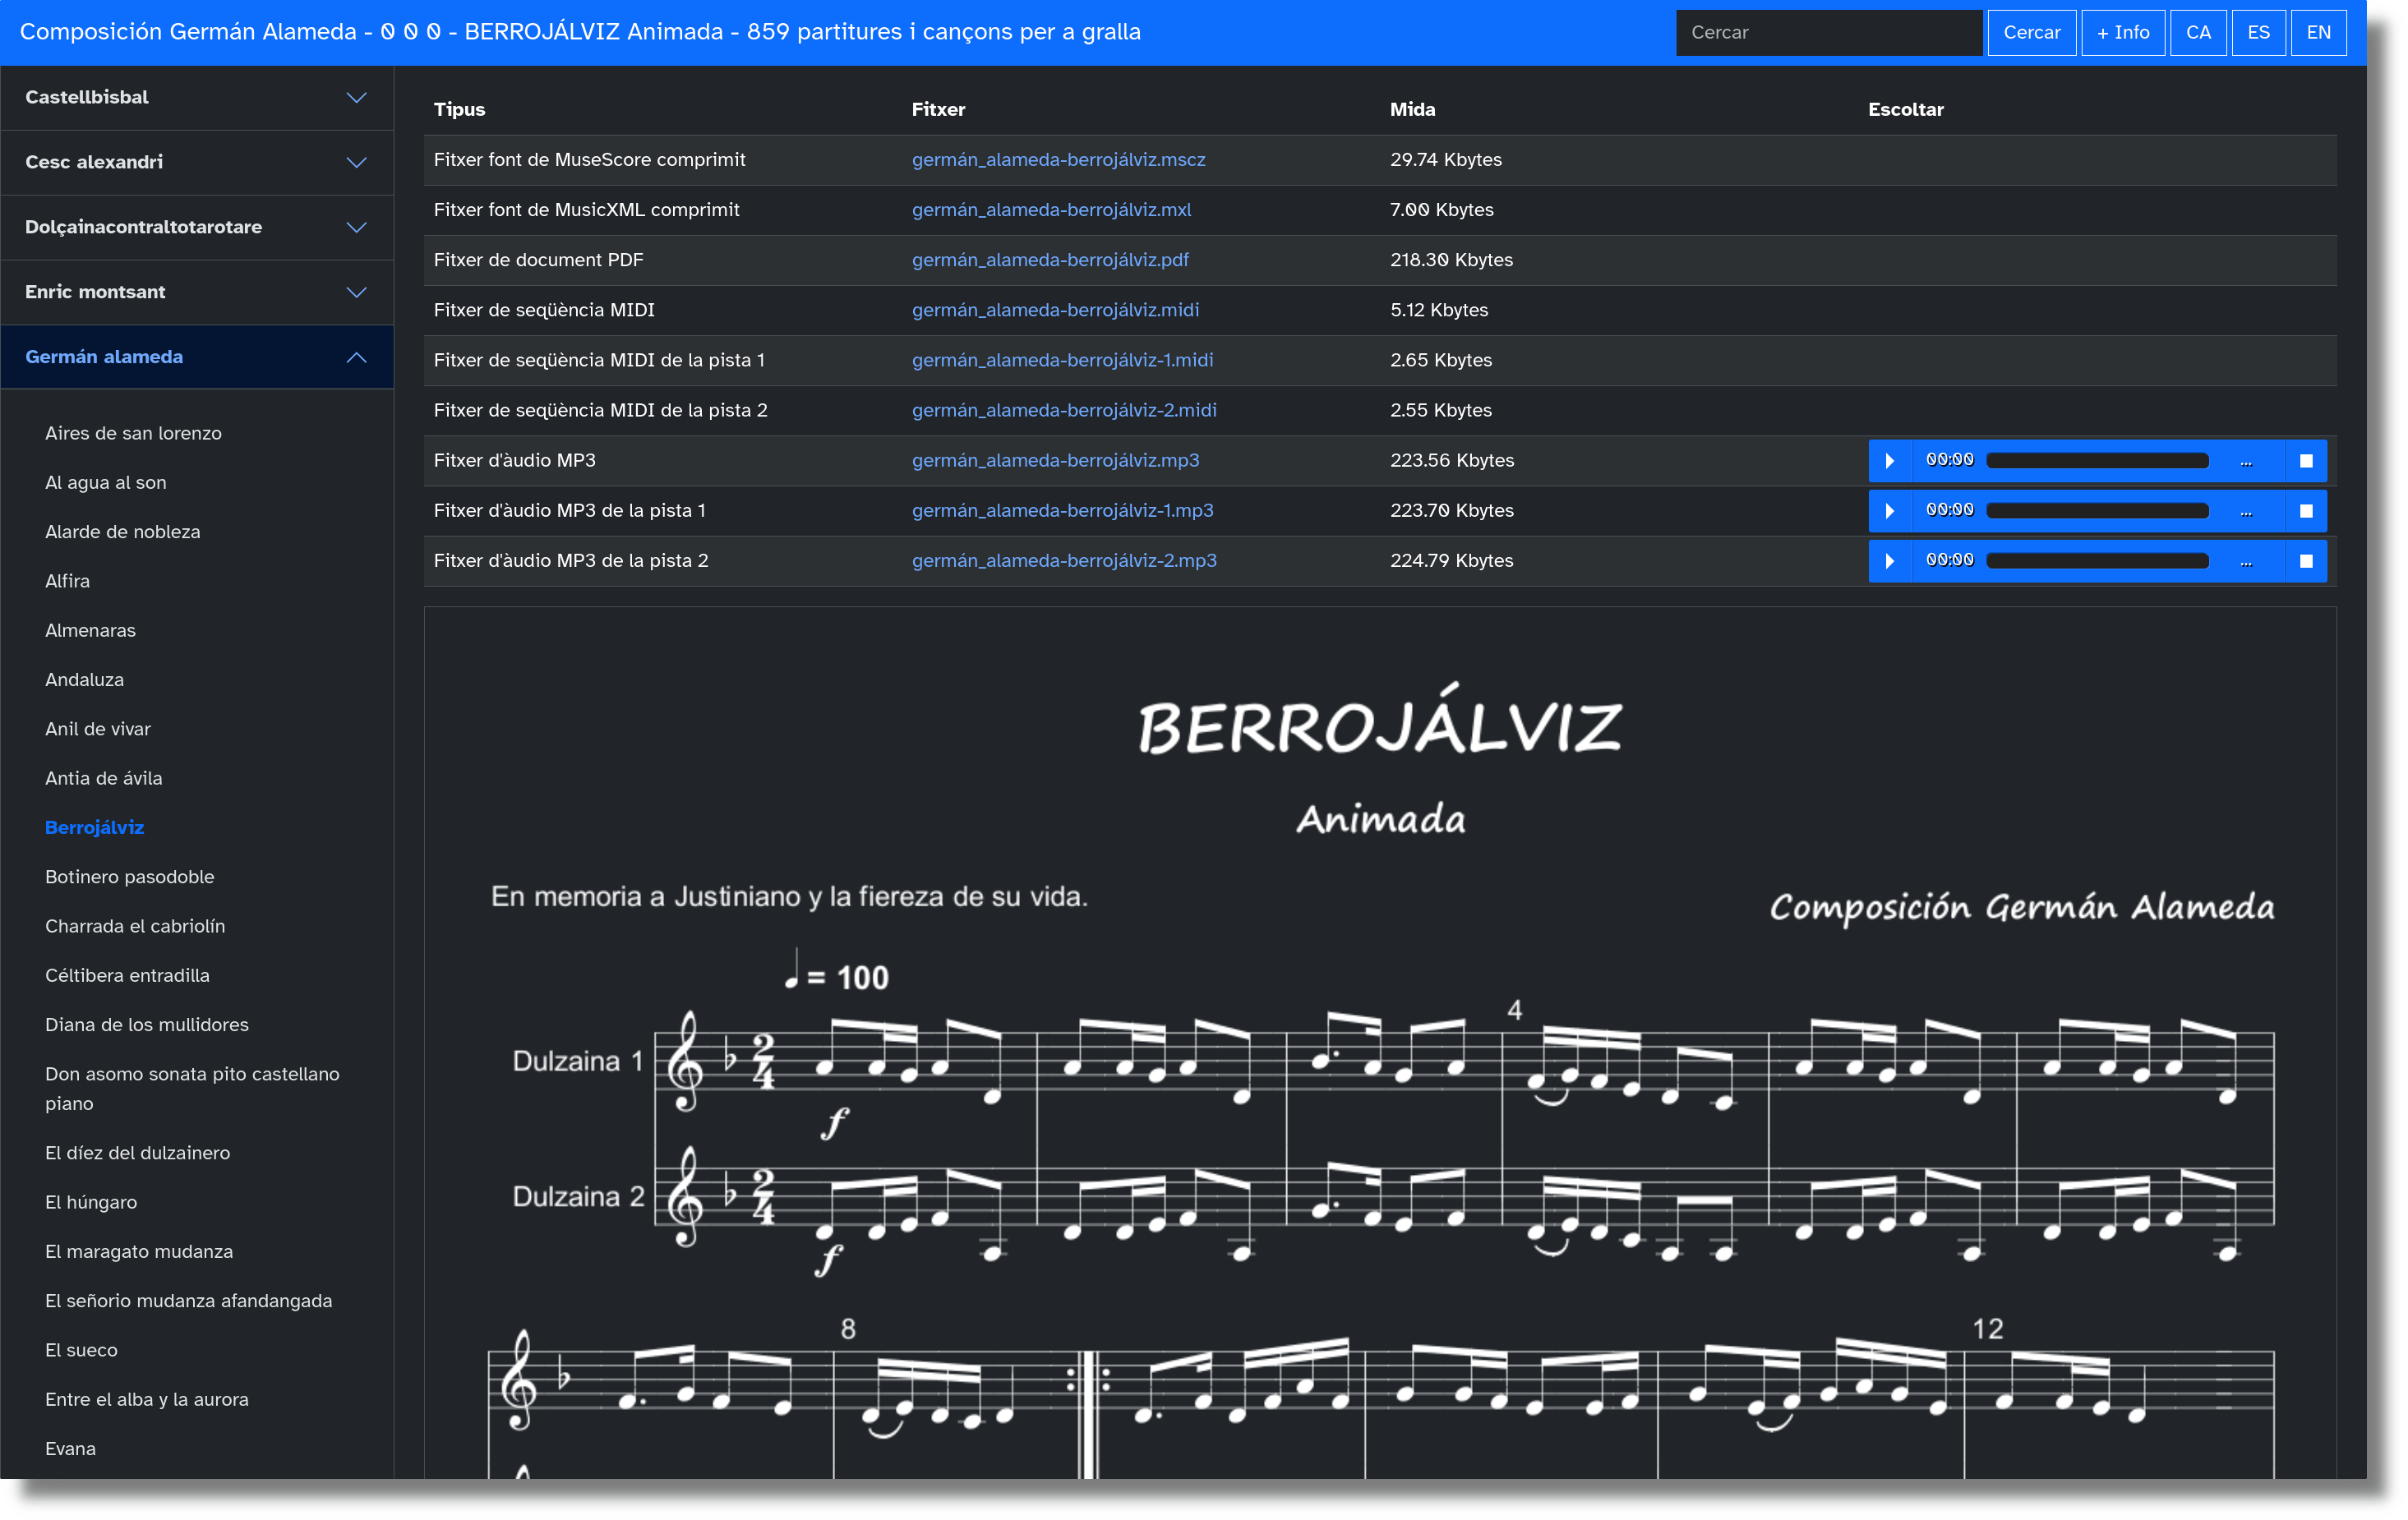 Composición Germán Alameda - 0 0 0 - BERROJÁLVIZ Animada - 859 partitures i cançons per a gralla
Cercar
Cercar
+ Info
CA
ES
EN
Castellbisbal
Cesc alexandri
Dolçainacontraltotarotare
Enric montsant
Germán alameda
Aires de san lorenzo
Al agua al son
Alarde de nobleza
Alfira
Almenaras
Andaluza
Anil de vivar
Antia de ávila
Berrojálviz
Botinero pasodoble
Charrada el cabriolín
Céltibera entradilla
Diana de los mullidores
Don asomo sonata pito castellano
piano
El díez del dulzainero
El húngaro
El maragato mudanza
El señorio mudanza afandangada
El sueco
Entre el alba y la aurora
Evana
Tipus Fitxer Mida Escoltar
Fitxer font de MuseScore comprimit germán_alameda-berrojálviz.mscz 29.74 Kbytes
Fitxer font de MusicXML comprimit germán_alameda-berrojálviz.mxl 7.00 Kbytes
Fitxer de document PDF germán_alameda-berrojálviz.pdf 218.30 Kbytes
Fitxer de seqüència MIDI germán_alameda-berrojálviz.midi 5.12 Kbytes
Fitxer de seqüència MIDI de la pista 1 germán_alameda-berrojálviz-1.midi 2.65 Kbytes
Fitxer de seqüència MIDI de la pista 2 germán_alameda-berrojálviz-2.midi 2.55 Kbytes
Fitxer d'àudio MP3 germán_alameda-berrojálviz.mp3 223.56 Kbytes 00:00 ...
Fitxer d'àudio MP3 de la pista 1 germán_alameda-berrojálviz-1.mp3 223.70 Kbytes 00:00 ...
Fitxer d'àudio MP3 de la pista 2 germán_alameda-berrojálviz-2.mp3 224.79 Kbytes 00:00 ...
BERROJÁLVIZ
Animada
En memoria a Justiniano y la fiereza de su vida.
Composición Germán Alameda
= 100
4
Dulzaina 1
2
4
f
Dulzaina 2
2
4
f
8
12